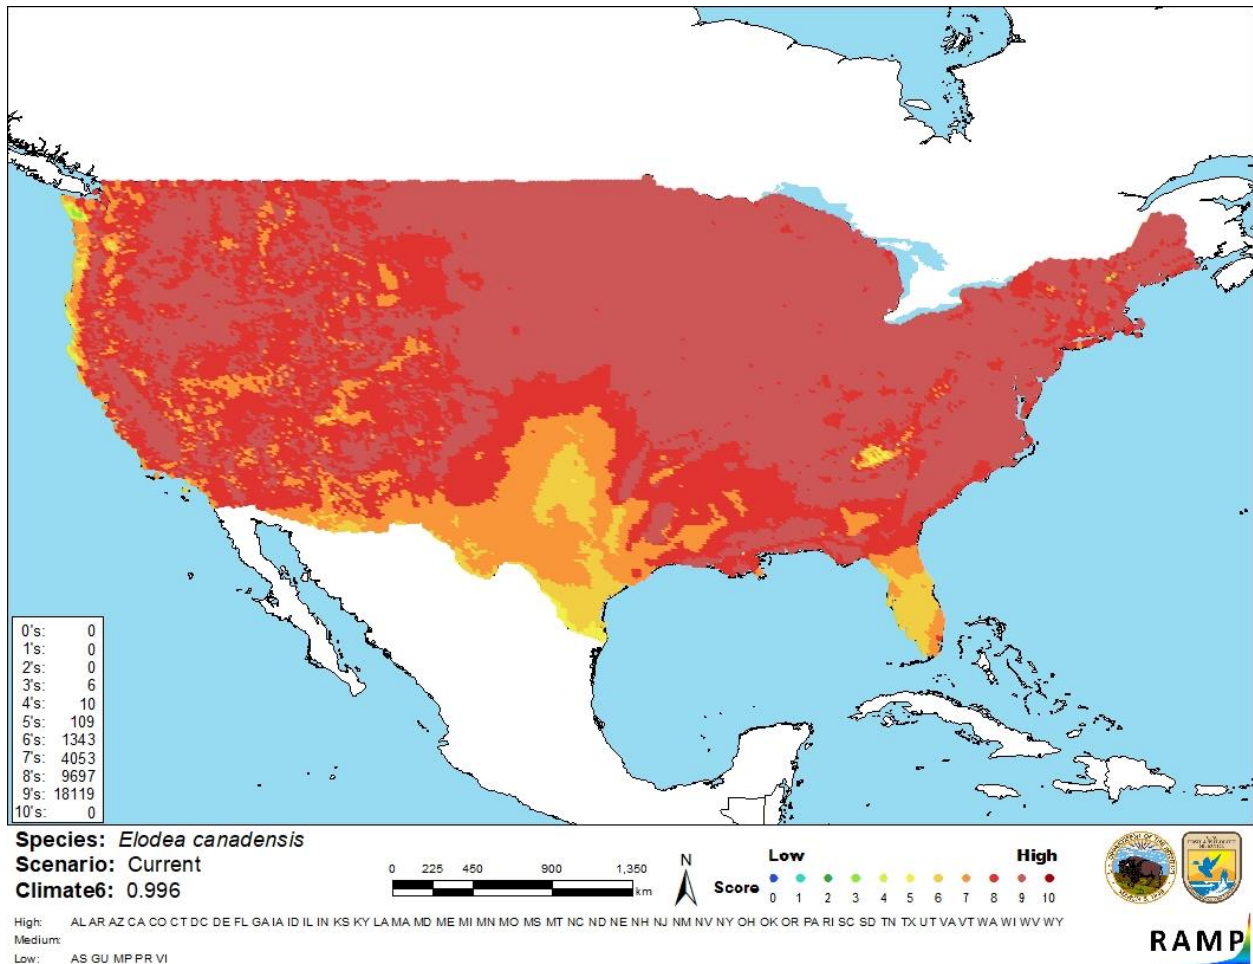 0's: 0
1's: 0
2's: 0
3's: 6
4's: 10
5's: 109
6's: 1343
7's: 4053
8's: 9697
9's: 18119
10's: 0
Species: Elodea canadensis
Scenario: Current
Climate6: 0.996
0 225 450 900 1,350
km
N
Low High
Score 0 1 2 3 4 5 6 7 8 9 10
High: AL AR AZ CA CO CT DC DE FL GA IA ID IL IN KS KY LA MA MD ME MI MN MO MS MT NC ND NE NH NJ NM NV NY OH OK OR PA RI SC SD TN TX UT VA VT WA WI WV WY
Medium:
Low: AS GU MP PR VI
RAMP